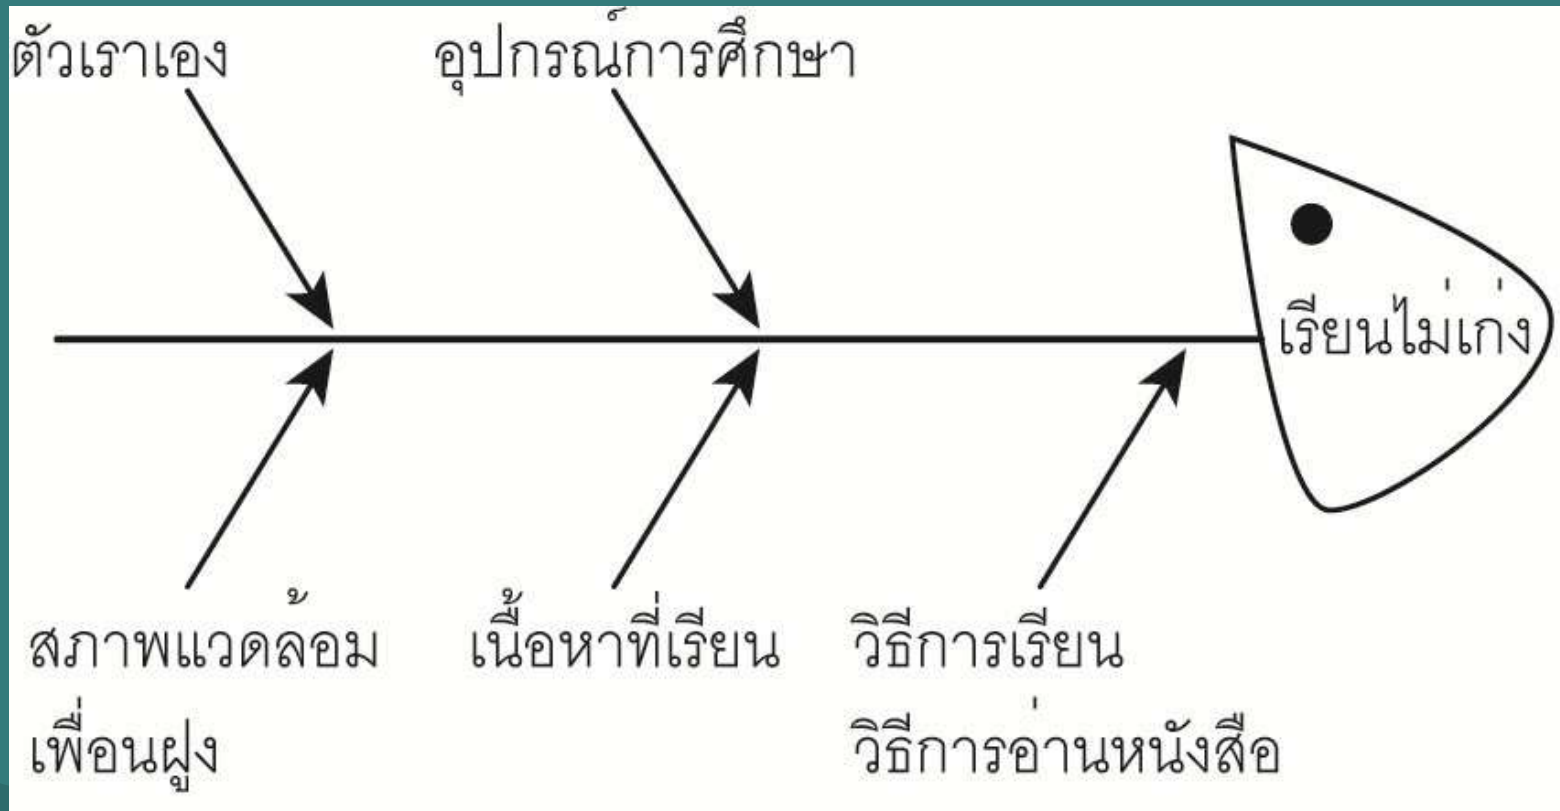 ตัวเราเอง
อุปกรณ์การศึกษา
เรียนไม่เก่ง
สภาพแวดล้อม
เพื่อนฝูง
เนื้อหาที่เรียน
วิธีการเรียน
วิธีการอ่านหนังสือ